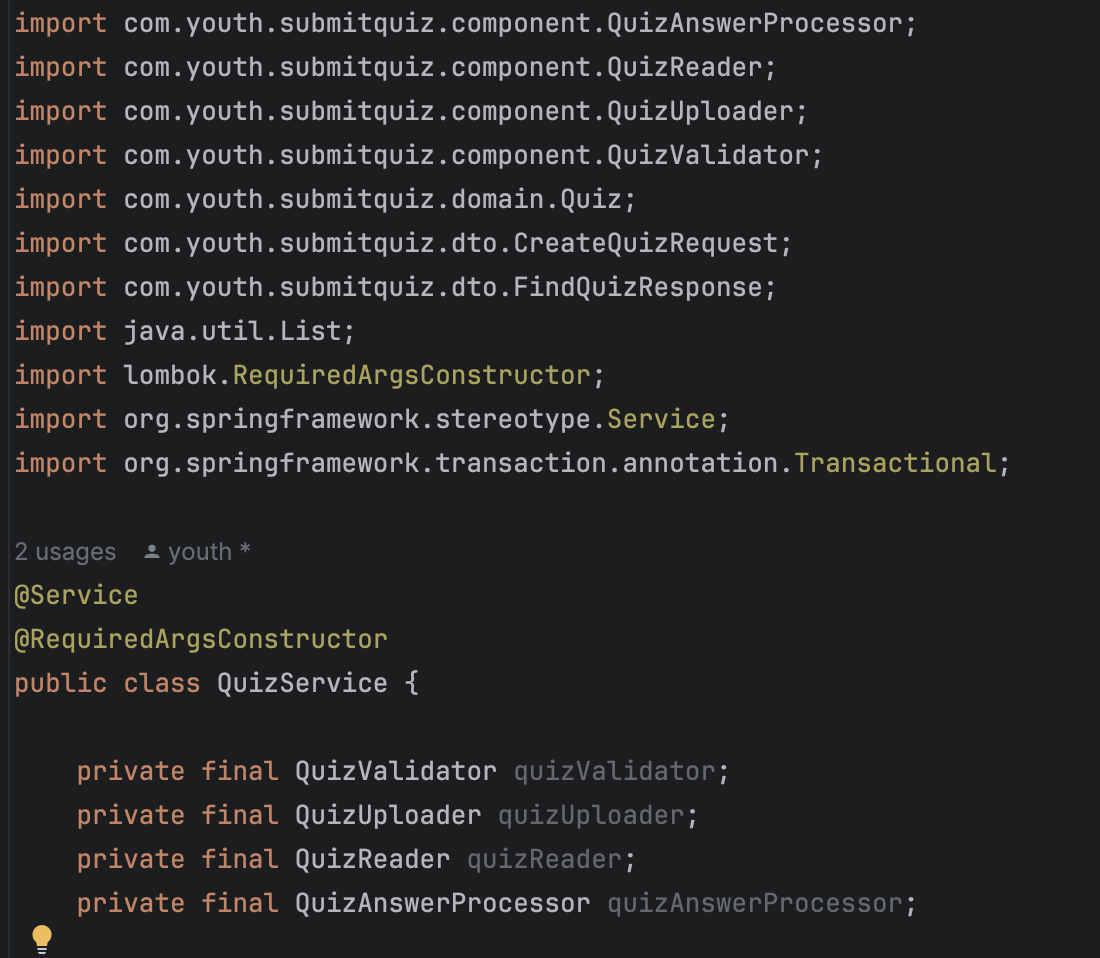 import com.youth.submitquiz.component.QuizAnswerProcessor;
import com.youth.submitquiz.component.QuizReader;
import com.youth.submitquiz.component.QuizUploader;
import com.youth.submitquiz.component.QuizValidator;
import com.youth.submitquiz.domain.Quiz;
import com.youth.submitquiz.dto.CreateQuizRequest;
import com.youth.submitquiz.dto.FindQuizResponse;
import java.util.List;
import lombok.RequiredArgsConstructor;
import org.springframework.stereotype.Service;
import org.springframework.transaction.annotation.Transactional;
2 usages youth *
@Service
@RequiredArgsConstructor
public class QuizService {
private final QuizValidator quizValidator;
private final QuizUploader quizUploader;
private final QuizReader quizReader;
private final QuizAnswerProcessor quizAnswerProcessor;